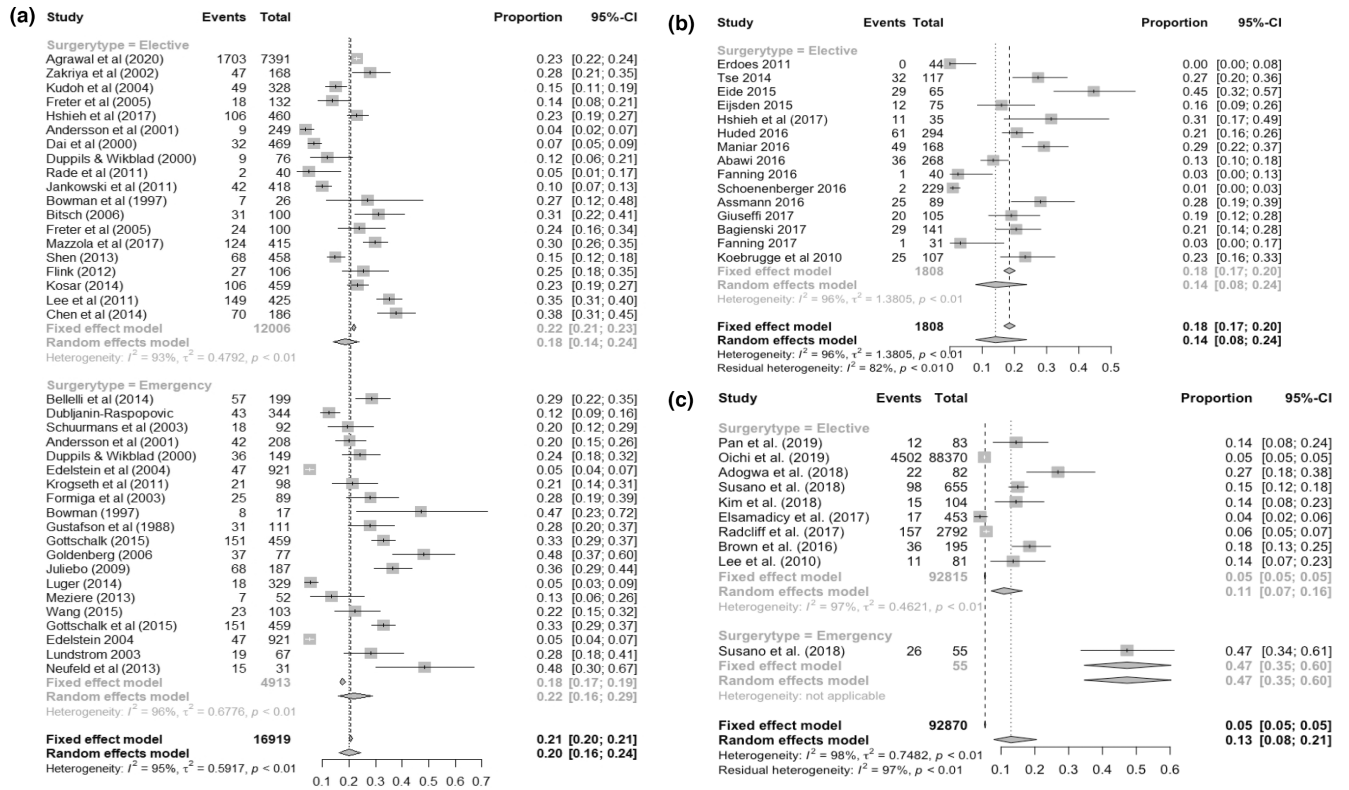 (a)
Study Events Total Proportion 95%-CI
Surgerytype = Elective
Agrawal et al (2020) 1703 7391 0.23 [0.22; 0.24]
Zakriya et al (2002) 47 168 0.28 [0.21; 0.35]
Kudoh et al (2004) 49 328 0.15 [0.11; 0.19]
Freter et al (2005) 18 132 0.14 [0.08; 0.21]
Hshieh et al (2017) 106 460 0.23 [0.19; 0.27]
Andersson et al (2001) 9 249 0.04 [0.02; 0.07]
Dai et al (2000) 32 469 0.07 [0.05; 0.09]
Duppils & Wikblad (2000) 9 76 0.12 [0.06; 0.21]
Rade et al (2011) 2 40 0.05 [0.01; 0.17]
Jankowski et al (2011) 42 418 0.10 [0.07; 0.13]
Bowman et al (1997) 7 26 0.27 [0.12; 0.48]
Bitsch (2006) 31 100 0.31 [0.22; 0.41]
Freter et al (2005) 24 100 0.24 [0.16; 0.34]
Mazzola et al (2017) 124 415 0.30 [0.26; 0.35]
Shen (2013) 68 458 0.15 [0.12; 0.18]
Flink (2012) 27 106 0.25 [0.18; 0.35]
Kosar (2014) 106 459 0.23 [0.19; 0.27]
Lee et al (2011) 149 425 0.35 [0.31; 0.40]
Chen et al (2014) 70 186 0.38 [0.31; 0.45]
Fixed effect model 12006 0.22 [0.21; 0.23]
Random effects model 0.18 [0.14; 0.24]
Heterogeneity: I² = 93%, τ² = 0.4792, p < 0.01
Surgerytype = Emergency
Bellelli et al (2014) 57 199 0.29 [0.22; 0.35]
Dubljanin-Raspopovic 43 344 0.12 [0.09; 0.16]
Schuurmans et al (2003) 18 92 0.20 [0.12; 0.29]
Andersson et al (2001) 42 208 0.20 [0.15; 0.26]
Duppils & Wikblad (2000) 36 149 0.24 [0.18; 0.32]
Edelstein et al (2004) 47 921 0.05 [0.04; 0.07]
Krogseth et al (2011) 21 98 0.21 [0.14; 0.31]
Formiga et al (2003) 25 89 0.28 [0.19; 0.39]
Bowman (1997) 8 17 0.47 [0.23; 0.72]
Gustafson et al (1988) 31 111 0.28 [0.20; 0.37]
Gottschalk (2015) 151 459 0.33 [0.29; 0.37]
Goldenberg (2006 37 77 0.48 [0.37; 0.60]
Juliebo (2009) 68 187 0.36 [0.29; 0.44]
Luger (2014) 18 329 0.05 [0.03; 0.09]
Meziere (2013) 7 52 0.13 [0.06; 0.26]
Wang (2015) 23 103 0.22 [0.15; 0.32]
Gottschalk et al (2015) 151 459 0.33 [0.29; 0.37]
Edelstein 2004 47 921 0.05 [0.04; 0.07]
Lundstrom 2003 19 67 0.28 [0.18; 0.41]
Neufeld et al (2013) 15 31 0.48 [0.30; 0.67]
Fixed effect model 4913 0.18 [0.17; 0.19]
Random effects model 0.22 [0.16; 0.29]
Heterogeneity: I² = 96%, τ² = 0.6776, p < 0.01
Fixed effect model 16919 0.21 [0.20; 0.21]
Random effects model 0.20 [0.16; 0.24]
Heterogeneity: I² = 95%, τ² = 0.5917, p < 0.01
0.1 0.2 0.3 0.4 0.5 0.6 0.7
(b)
Study Events Total Proportion 95%-CI
Surgerytype = Elective
Erdoes 2011 0 44 0.00 [0.00; 0.08]
Tse 2014 32 117 0.27 [0.20; 0.36]
Eide 2015 29 65 0.45 [0.32; 0.57]
Eijsden 2015 12 75 0.16 [0.09; 0.26]
Hshieh et al (2017) 11 35 0.31 [0.17; 0.49]
Huded 2016 61 294 0.21 [0.16; 0.26]
Maniar 2016 49 168 0.29 [0.22; 0.37]
Abawi 2016 36 268 0.13 [0.10; 0.18]
Fanning 2016 1 40 0.03 [0.00; 0.13]
Schoenenberger 2016 2 229 0.01 [0.00; 0.03]
Assmann 2016 25 89 0.28 [0.19; 0.39]
Giuseffi 2017 20 105 0.19 [0.12; 0.28]
Bagienski 2017 29 141 0.21 [0.14; 0.28]
Fanning 2017 1 31 0.03 [0.00; 0.17]
Koebrugge et al 2010 25 107 0.23 [0.16; 0.33]
Fixed effect model 1808 0.18 [0.17; 0.20]
Random effects model 0.14 [0.08; 0.24]
Heterogeneity: I² = 96%, τ² = 1.3805, p < 0.01
Fixed effect model 1808 0.18 [0.17; 0.20]
Random effects model 0.14 [0.08; 0.24]
Heterogeneity: I² = 96%, τ² = 1.3805, p < 0.01
Residual heterogeneity: I² = 82%, p < 0.01
0 0.1 0.2 0.3 0.4 0.5
(c)
Study Events Total Proportion 95%-CI
Surgerytype = Elective
Pan et al. (2019) 12 83 0.14 [0.08; 0.24]
Oichi et al. (2019) 4502 88370 0.05 [0.05; 0.05]
Adogwa et al. (2018) 22 82 0.27 [0.18; 0.38]
Susano et al. (2018) 98 655 0.15 [0.12; 0.18]
Kim et al. (2018) 15 104 0.14 [0.08; 0.23]
Elsamadicy et al. (2017) 17 453 0.04 [0.02; 0.06]
Radcliff et al. (2017) 157 2792 0.06 [0.05; 0.07]
Brown et al. (2016) 36 195 0.18 [0.13; 0.25]
Lee et al. (2010) 11 81 0.14 [0.07; 0.23]
Fixed effect model 92815 0.05 [0.05; 0.05]
Random effects model 0.11 [0.07; 0.16]
Heterogeneity: I² = 97%, τ² = 0.4621, p < 0.01
Surgerytype = Emergency
Susano et al. (2018) 26 55 0.47 [0.34; 0.61]
Fixed effect model 55 0.47 [0.35; 0.60]
Random effects model 0.47 [0.35; 0.60]
Heterogeneity: not applicable
Fixed effect model 92870 0.05 [0.05; 0.05]
Random effects model 0.13 [0.08; 0.21]
Heterogeneity: I² = 98%, τ² = 0.7482, p < 0.01
Residual heterogeneity: I² = 97%, p < 0.01
0.1 0.2 0.3 0.4 0.5 0.6